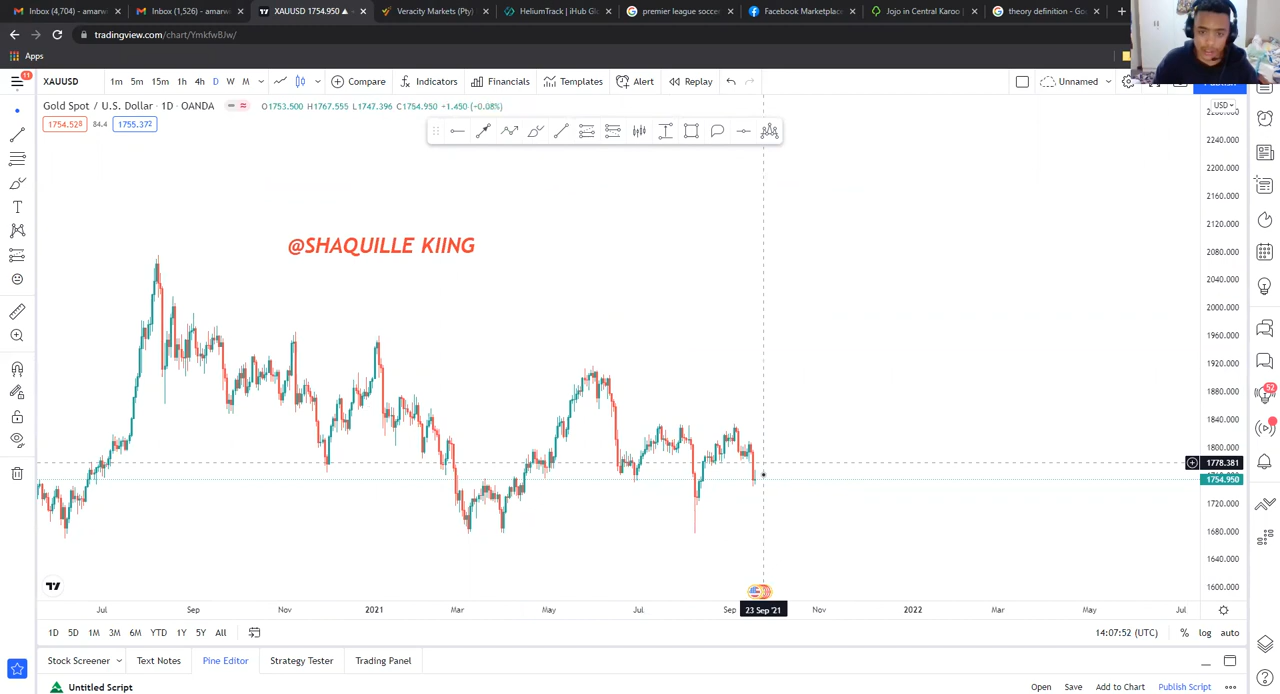 Inbox (4,704) - amarwi
Inbox (1,526) - amarwi
XAUUSD 1754.950 ▲
Veracity Markets (Pty)
HeliumTrack | iHub Glo
premier league soccer
Facebook Marketplace
Jojo in Central Karoo |
theory definition - Goo
tradingview.com/chart/YmkfwBJw/
Apps
11
XAUUSD 1m 5m 15m 1h 4h D W M Compare Indicators Financials Templates Alert Replay Unnamed
Gold Spot / U.S. Dollar · 1D · OANDA O1753.500 H1767.555 L1747.396 C1754.950 +1.450 (+0.08%)
USD
1754.528 84.4 1755.372
@SHAQUILLE KIING
2240.000
2200.000
2160.000
2120.000
2080.000
2040.000
2000.000
1960.000
1920.000
1880.000
1840.000
1800.000
1778.381
1754.950
1720.000
1680.000
1640.000
1600.000
52
Jul Sep Nov 2021 Mar May Jul Sep 23 Sep '21 Nov 2022 Mar May Jul
1D 5D 1M 3M 6M YTD 1Y 5Y All 14:07:52 (UTC) % log auto
Stock Screener Text Notes Pine Editor Strategy Tester Trading Panel
Untitled Script Open Save Add to Chart Publish Script